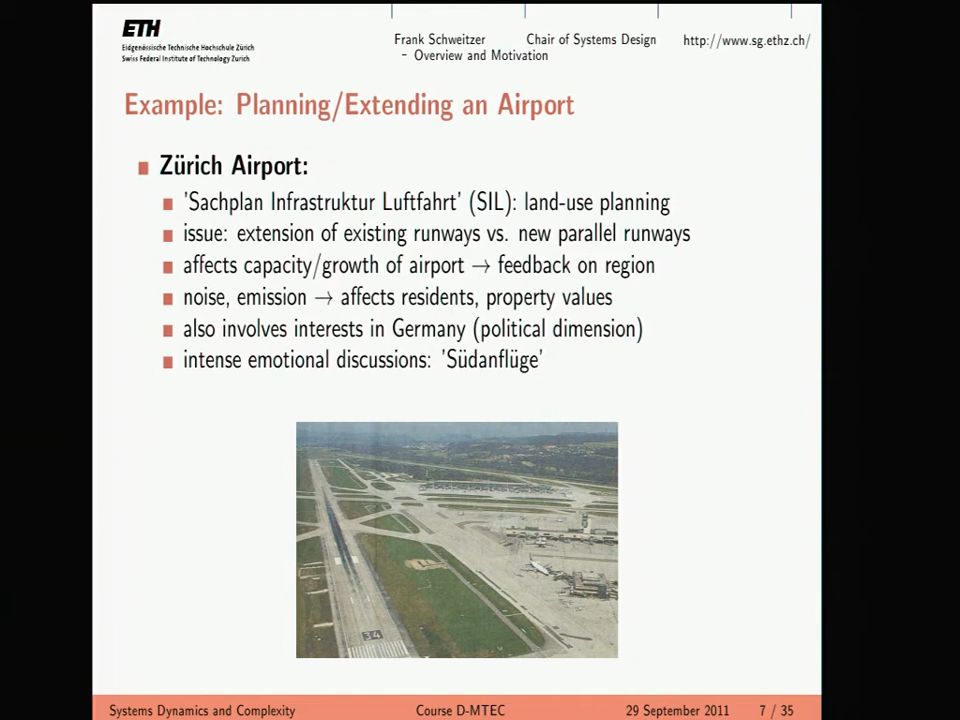 ETH
Eidgenössische Technische Hochschule Zürich
Swiss Federal Institute of Technology Zurich
Frank Schweitzer Chair of Systems Design http://www.sg.ethz.ch/
– Overview and Motivation
Example: Planning/Extending an Airport
Zürich Airport:
'Sachplan Infrastruktur Luftfahrt' (SIL): land-use planning
issue: extension of existing runways vs. new parallel runways
affects capacity/growth of airport → feedback on region
noise, emission → affects residents, property values
also involves interests in Germany (political dimension)
intense emotional discussions: 'Südanflüge'
34
Systems Dynamics and Complexity Course D-MTEC 29 September 2011 7 / 35